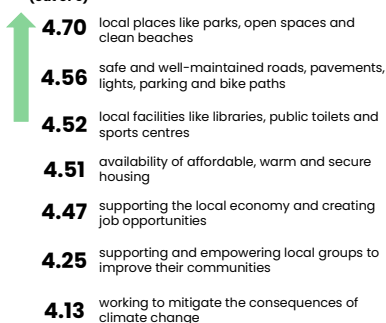 4.70 local places like parks, open spaces and
clean beaches
4.56 safe and well-maintained roads, pavements,
lights, parking and bike paths
4.52 local facilities like libraries, public toilets and
sports centres
4.51 availability of affordable, warm and secure
housing
4.47 supporting the local economy and creating
job opportunities
4.25 supporting and empowering local groups to
improve their communities
4.13 working to mitigate the consequences of
climate change